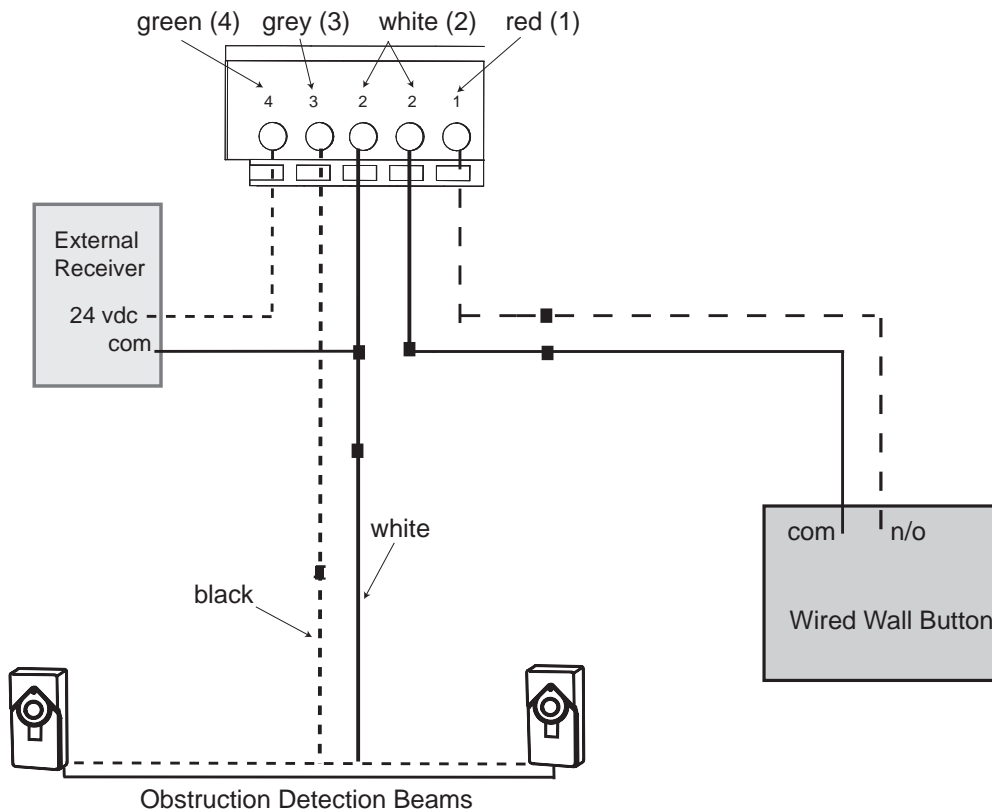 green (4) grey (3) white (2) red (1)
4 3 2 2 1
External
Receiver
24 vdc
com
white
black
com n/o
Wired Wall Button
Obstruction Detection Beams